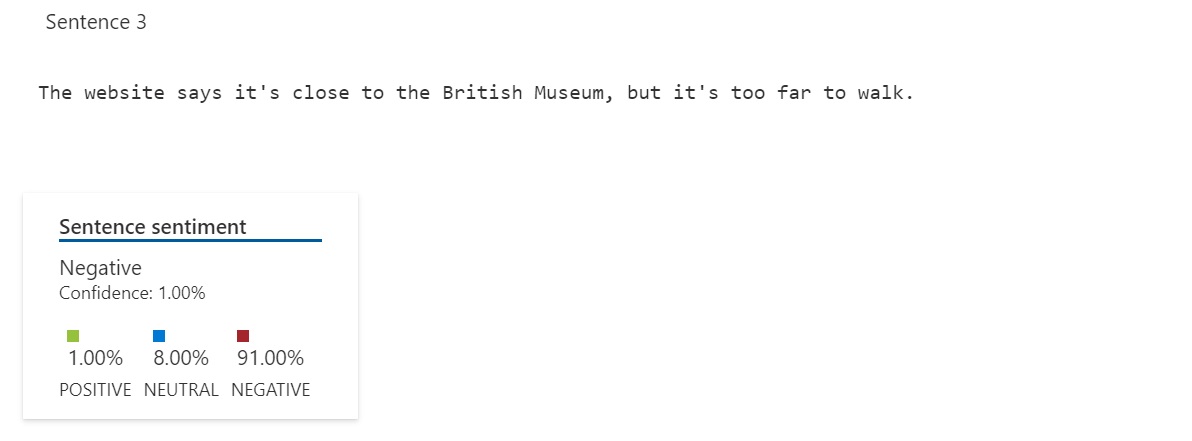 Sentence 3
The website says it's close to the British Museum, but it's too far to walk.
Sentence sentiment
Negative
Confidence: 1.00%
1.00% 8.00% 91.00%
POSITIVE NEUTRAL NEGATIVE